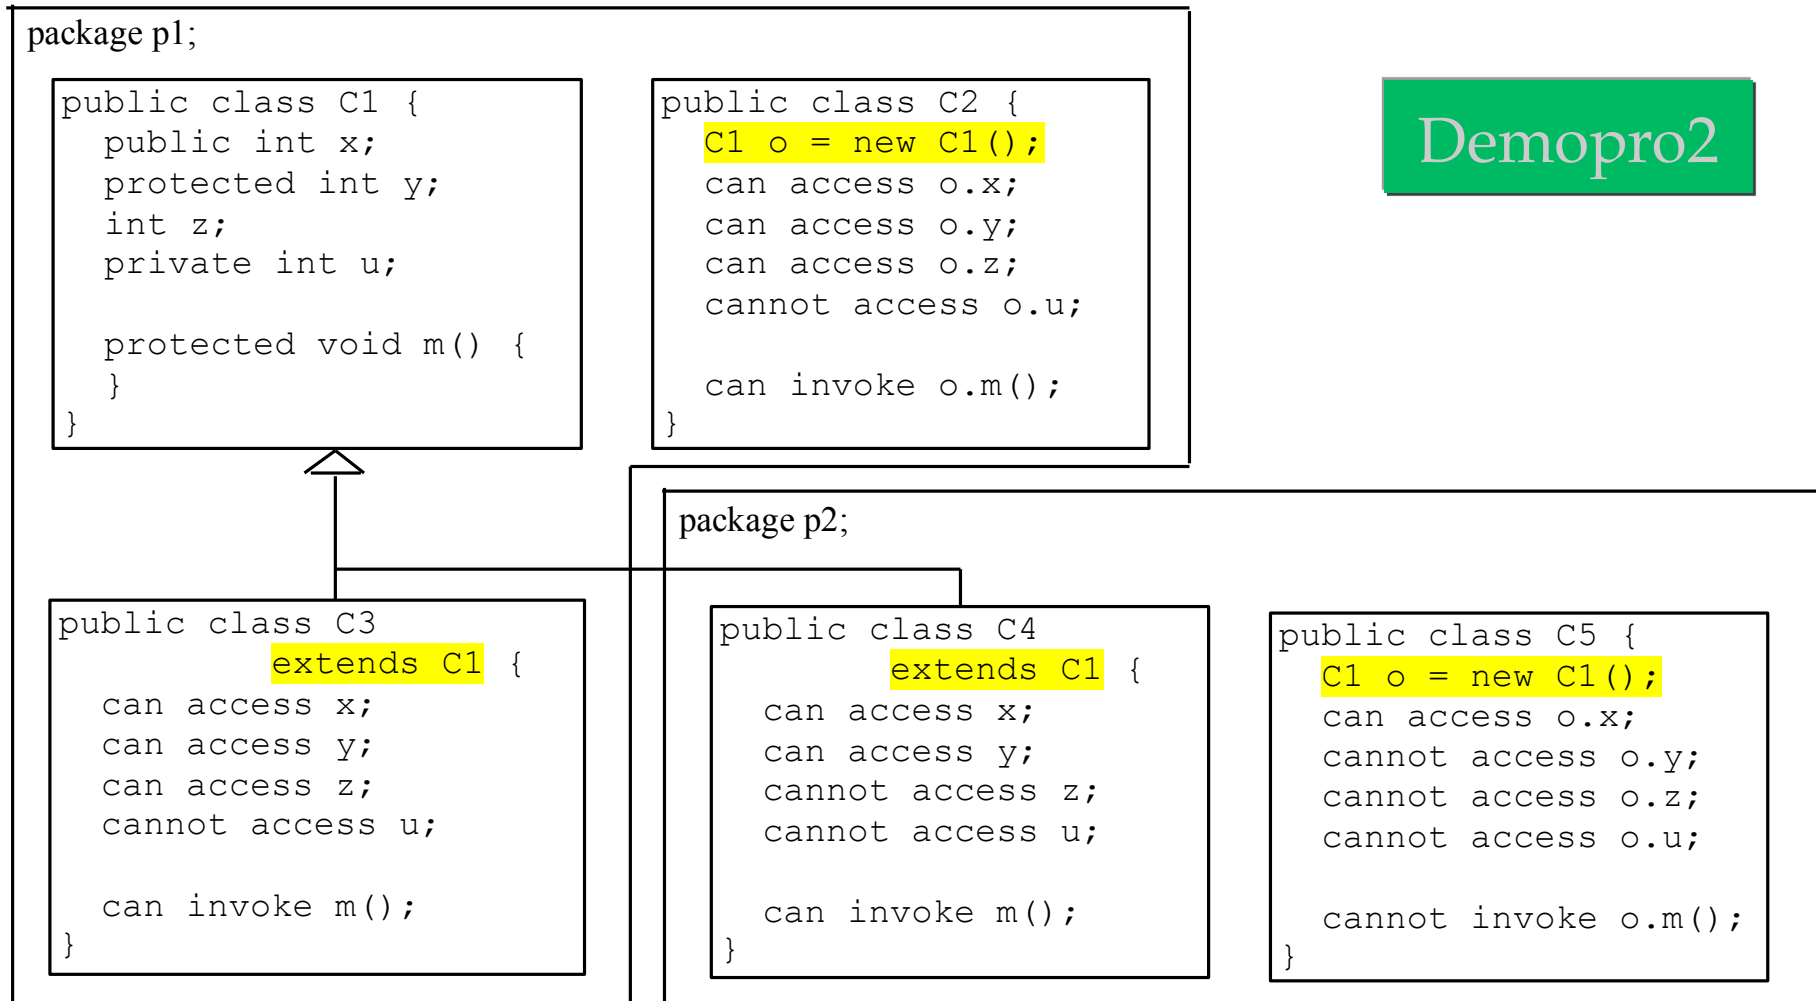 package p1;
public class C1 {
public int x;
protected int y;
int z;
private int u;
protected void m() {
}
}
public class C2 {
C1 o = new C1();
can access o.x;
can access o.y;
can access o.z;
cannot access o.u;
can invoke o.m();
}
Demopro2
public class C3
extends C1 {
can access x;
can access y;
can access z;
cannot access u;
can invoke m();
}
package p2;
public class C4
extends C1 {
can access x;
can access y;
cannot access z;
cannot access u;
can invoke m();
}
public class C5 {
C1 o = new C1();
can access o.x;
cannot access o.y;
cannot access o.z;
cannot access o.u;
cannot invoke o.m();
}